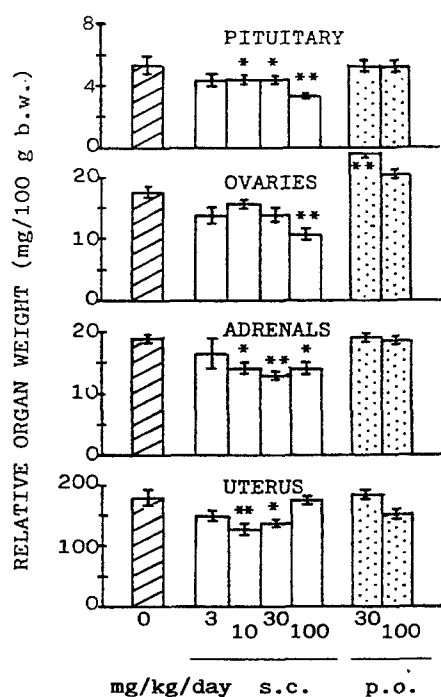 RELATIVE ORGAN WEIGHT (mg/100 g b.w.)
8
PITUITARY
* * **
4
0
OVARIES
20
**
**
10
0
20
ADRENALS
* ** *
10
0
200
UTERUS
** *
100
0
0 3 10 30 100 30 100
mg/kg/day s.c. p.o.